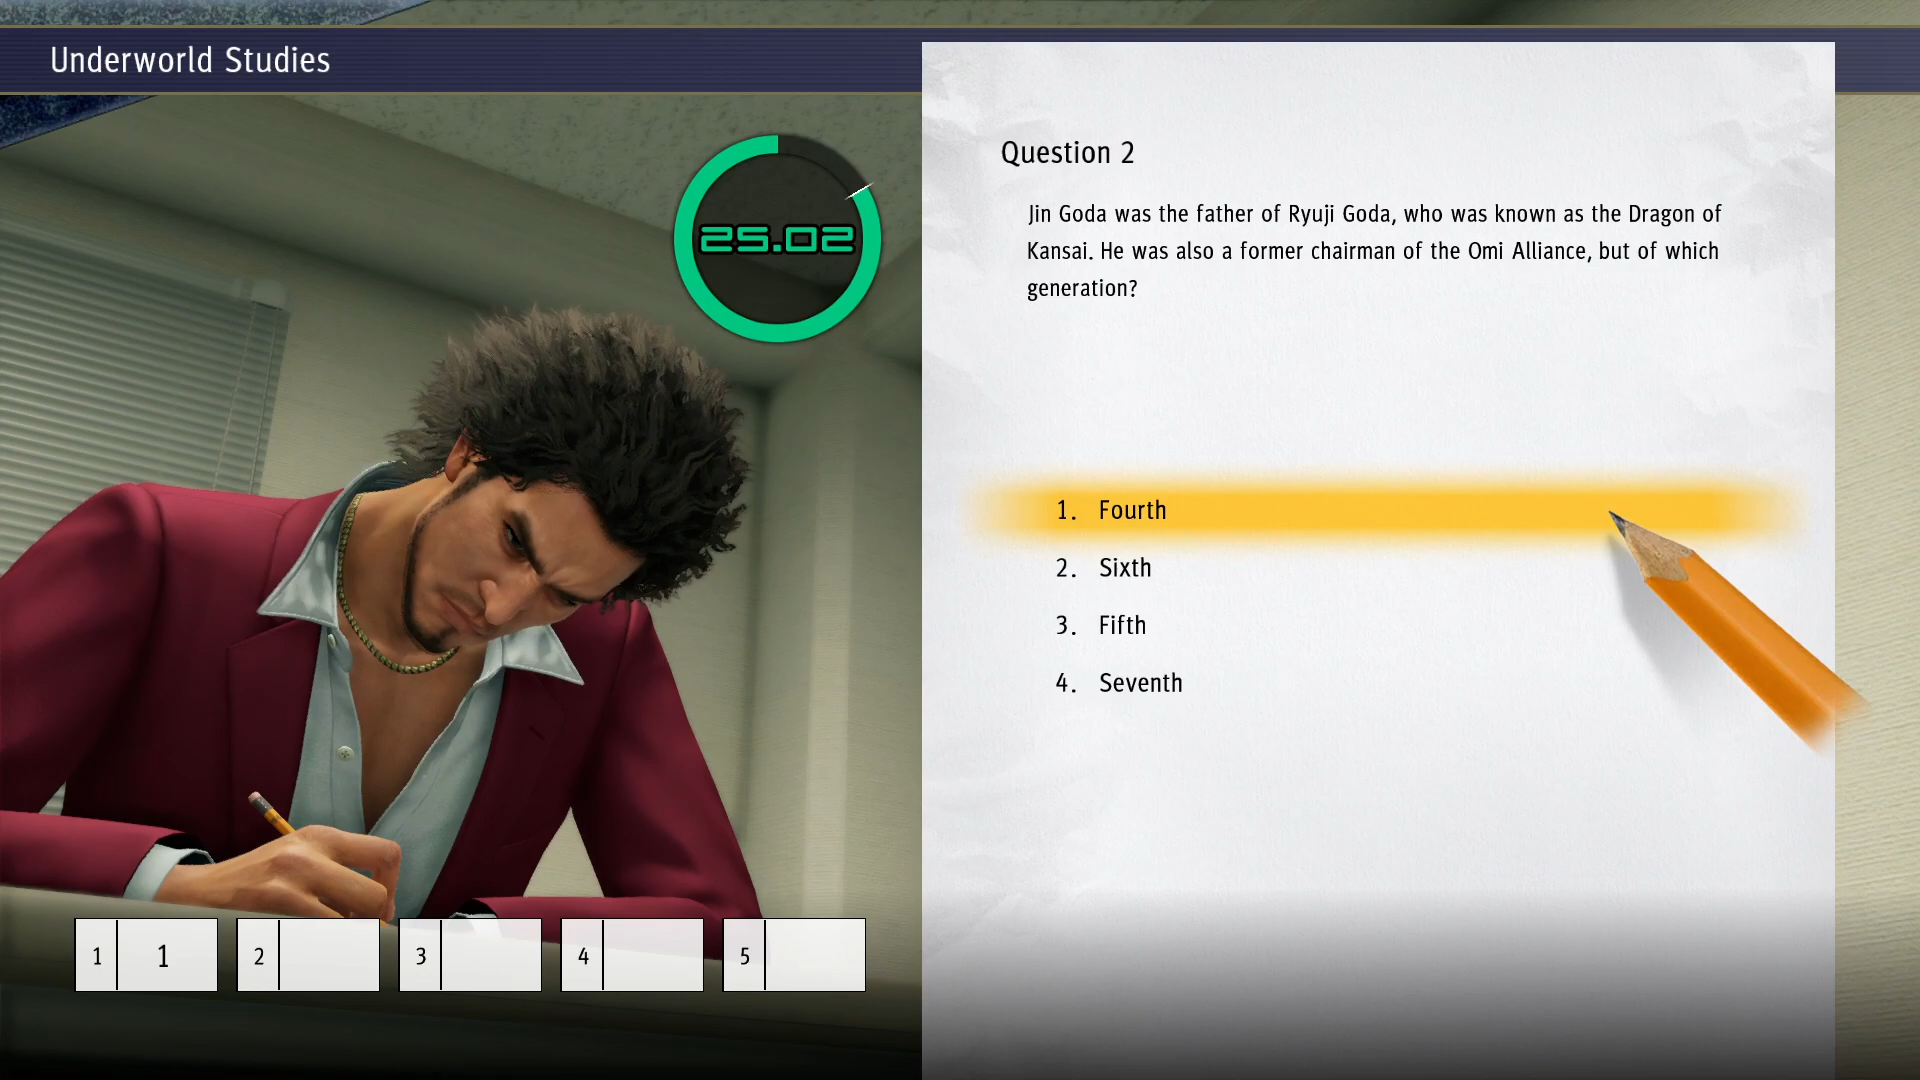 Underworld Studies
25.02
Question 2
Jin Goda was the father of Ryuji Goda, who was known as the Dragon of
Kansai. He was also a former chairman of the Omi Alliance, but of which
generation?
1. Fourth
2. Sixth
3. Fifth
4. Seventh
1 1 2 3 4 5